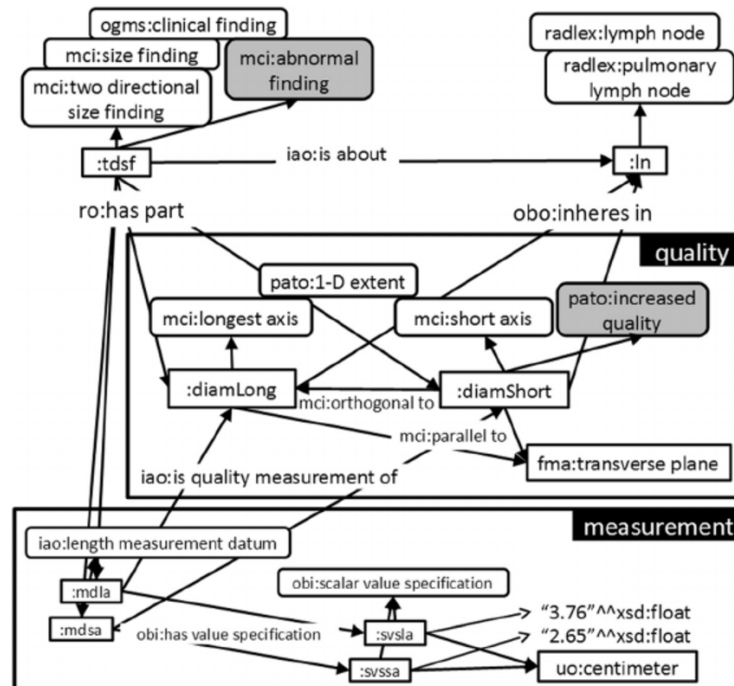 ogms:clinical finding
mci:size finding
mci:two directional
size finding
mci:abnormal
finding
radlex:lymph node
radlex:pulmonary
lymph node
:tdsf
iao:is about
:ln
ro:has part
obo:inheres in
quality
pato:1-D extent
mci:longest axis
mci:short axis
pato:increased
quality
:diamLong
:diamShort
mci:orthogonal to
mci:parallel to
fma:transverse plane
iao:is quality measurement of
measurement
iao:length measurement datum
:mdla
:mdsa
obi:scalar value specification
obi:has value specification
:svsla
:svssa
“3.76”^^xsd:float
“2.65”^^xsd:float
uo:centimeter